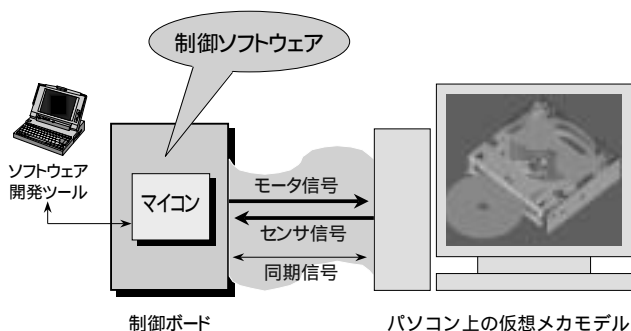 制御ソフトウェア
ソフトウェア
開発ツール
マイコン
モータ信号
センサ信号
同期信号
制御ボード
パソコン上の仮想メカモデル